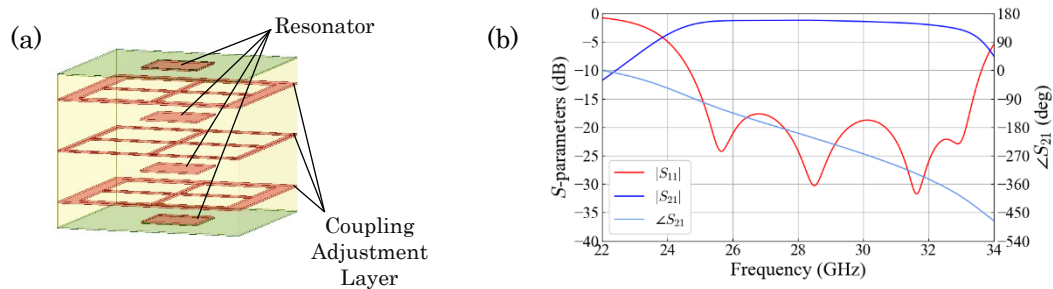 (a)
Resonator
Coupling
Adjustment
Layer
(b)
0
−5
−10
−15
−20
−25
−30
−35
−40
S-parameters (dB)
|S11|
|S21|
∠S21
22 24 26 28 30 32 34
Frequency (GHz)
180
90
0
−90
−180
−270
−360
−450
−540
∠S21 (deg)